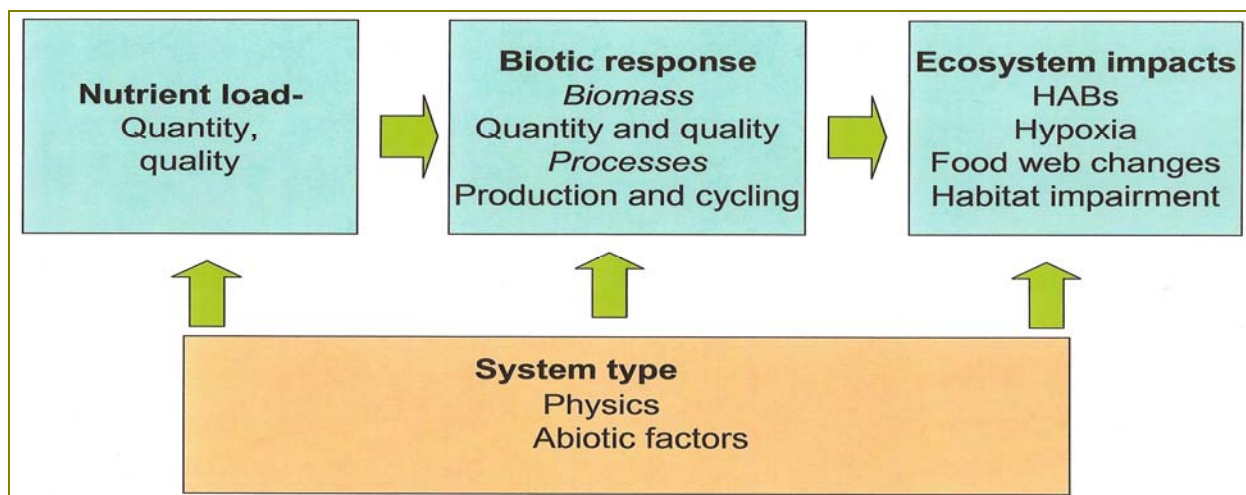 Nutrient load-
Quantity,
quality
Biotic response
Biomass
Quantity and quality
Processes
Production and cycling
Ecosystem impacts
HABs
Hypoxia
Food web changes
Habitat impairment
System type
Physics
Abiotic factors